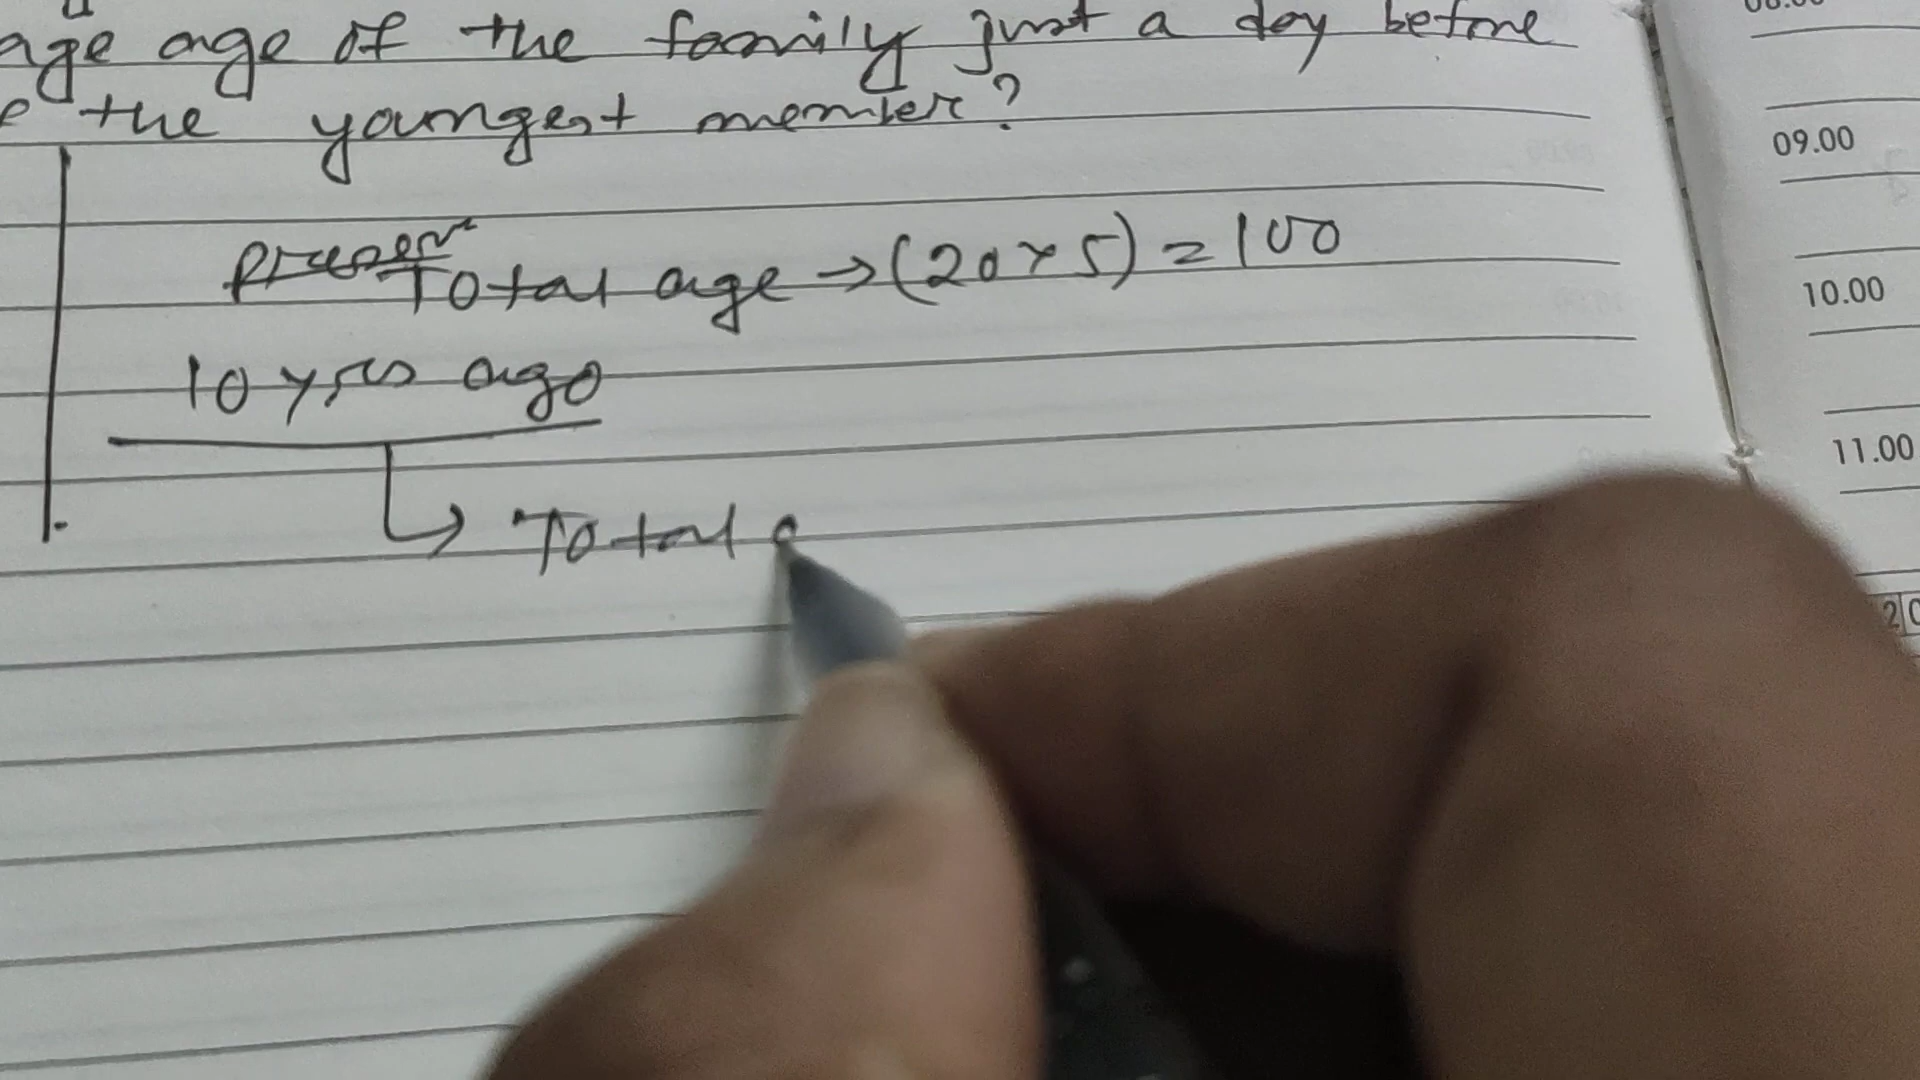 age age of the family just a day before
the youngest member?
present
Total age → (20 × 5) = 100
10 yrs ago
↳ Total
09.00
10.00
11.00